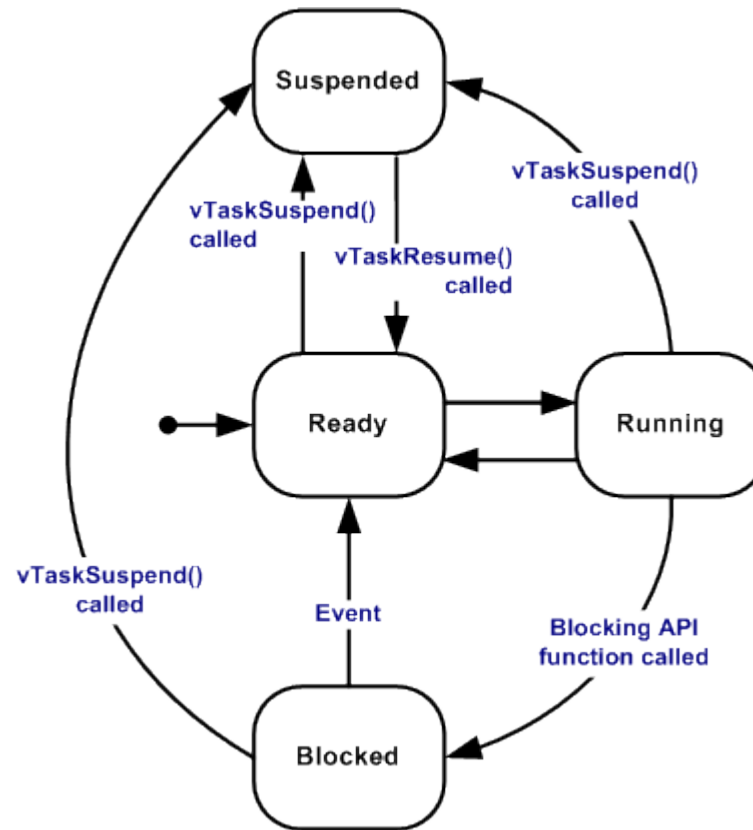 Suspended
vTaskSuspend()
called
vTaskSuspend()
called
vTaskResume()
called
Ready
Running
vTaskSuspend()
called
Event
Blocking API
function called
Blocked